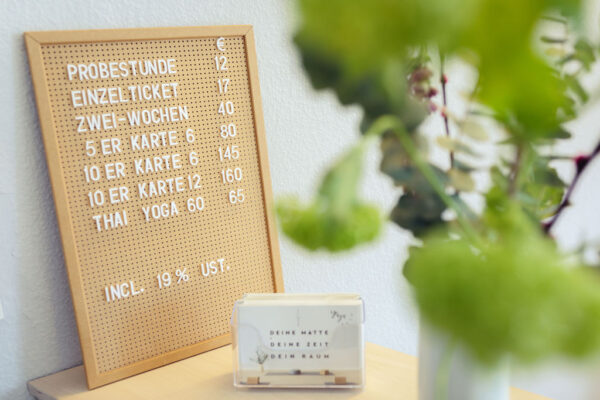 €
PROBESTUNDE 12
EINZELTICKET 17
ZWEI-WOCHEN 40
5 ER KARTE 6 80
10 ER KARTE 6 145
10 ER KARTE 12 160
THAI YOGA 60 65
INCL. 19% UST.
DEINE MATTE
DEINE ZEIT
DEIN RAUM